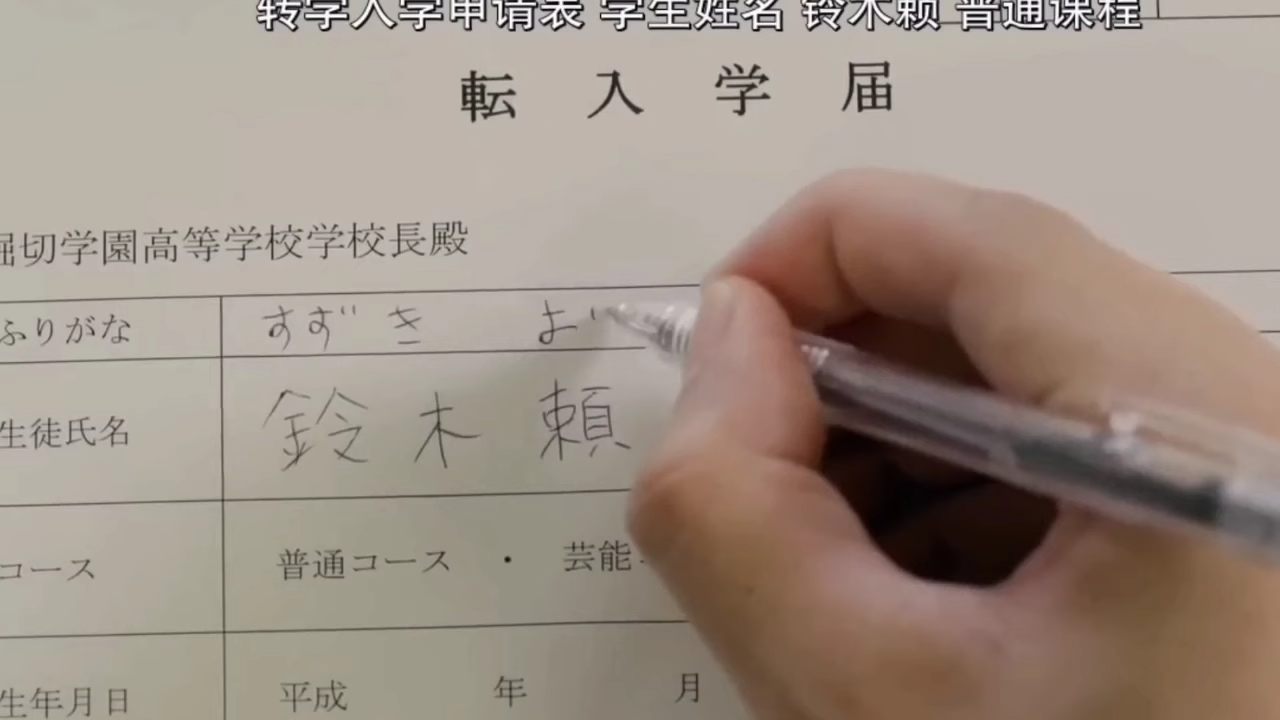 转学入学申请表 学生姓名 铃木赖 普通课程
転入学届
堀切学園高等学校学校長殿
ふりがな すずき よ
生徒氏名 鈴木頼
コース 普通コース ・ 芸能
生年月日 平成 年 月